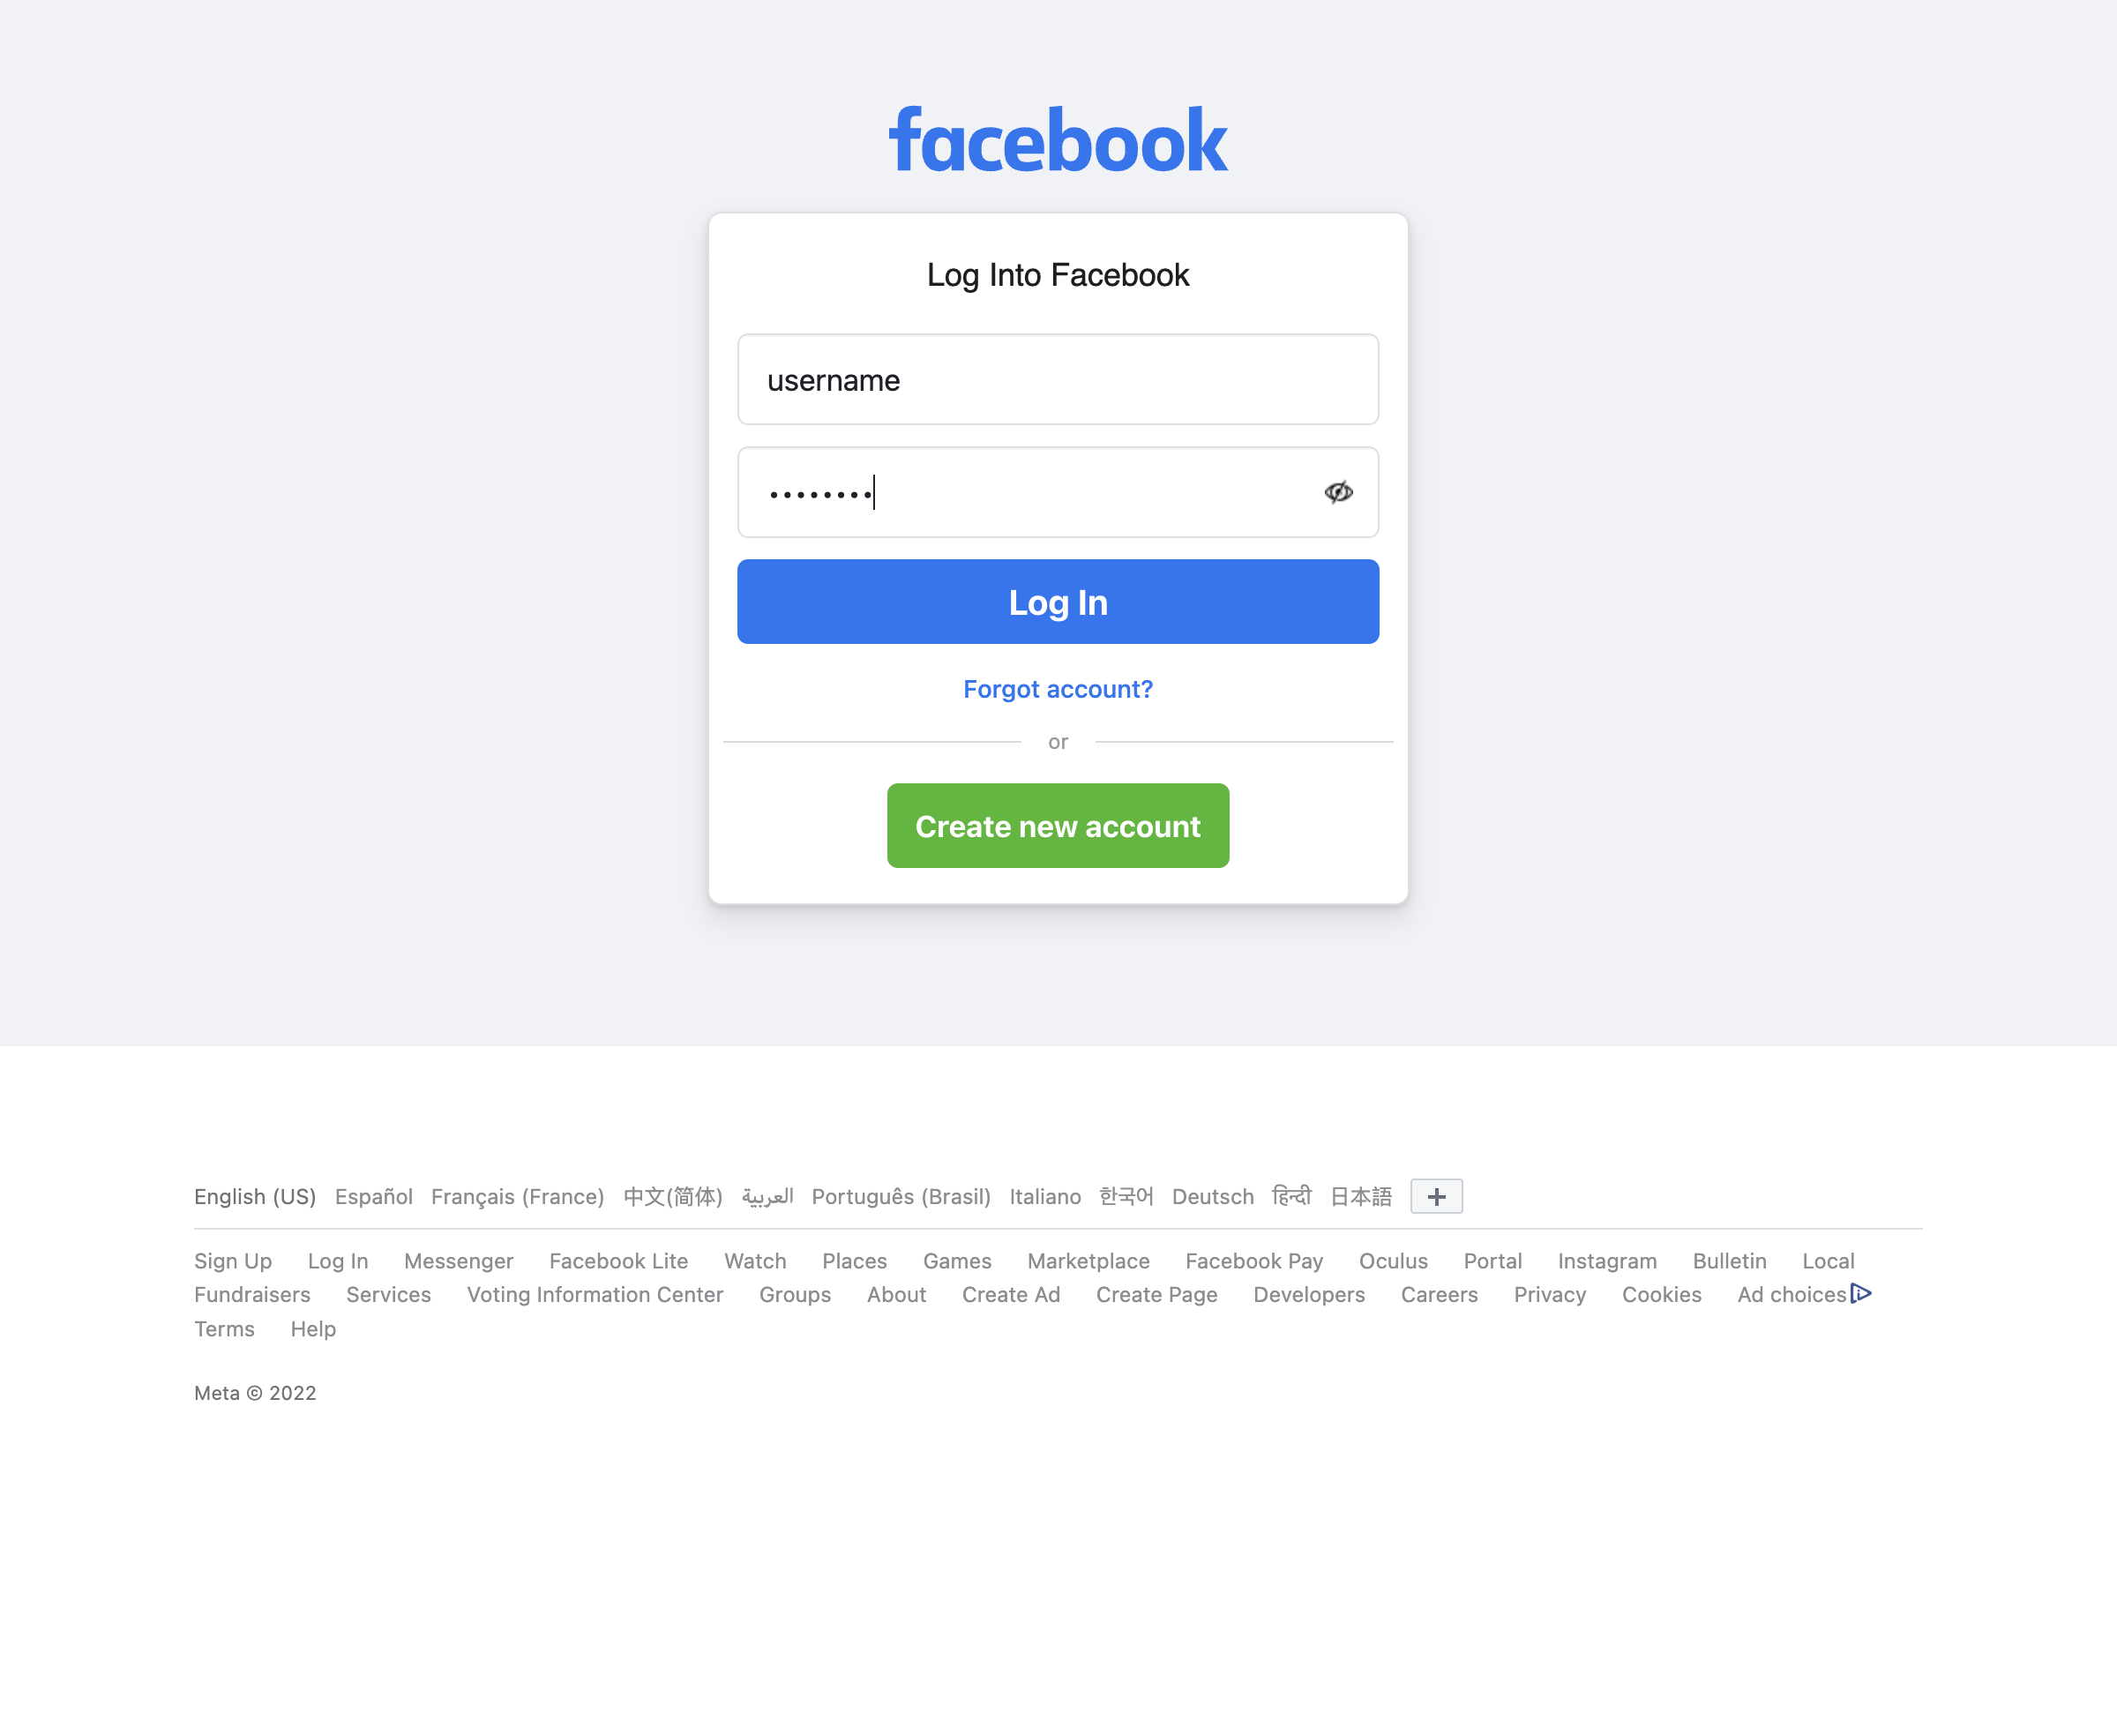 facebook
Log Into Facebook
username
••••••••
Log In
Forgot account?
or
Create new account
English (US) Español Français (France) 中文(简体) العربية Português (Brasil) Italiano 한국어 Deutsch हिन्दी 日本語 +
Sign Up Log In Messenger Facebook Lite Watch Places Games Marketplace Facebook Pay Oculus Portal Instagram Bulletin Local
Fundraisers Services Voting Information Center Groups About Create Ad Create Page Developers Careers Privacy Cookies Ad choices
Terms Help
Meta © 2022